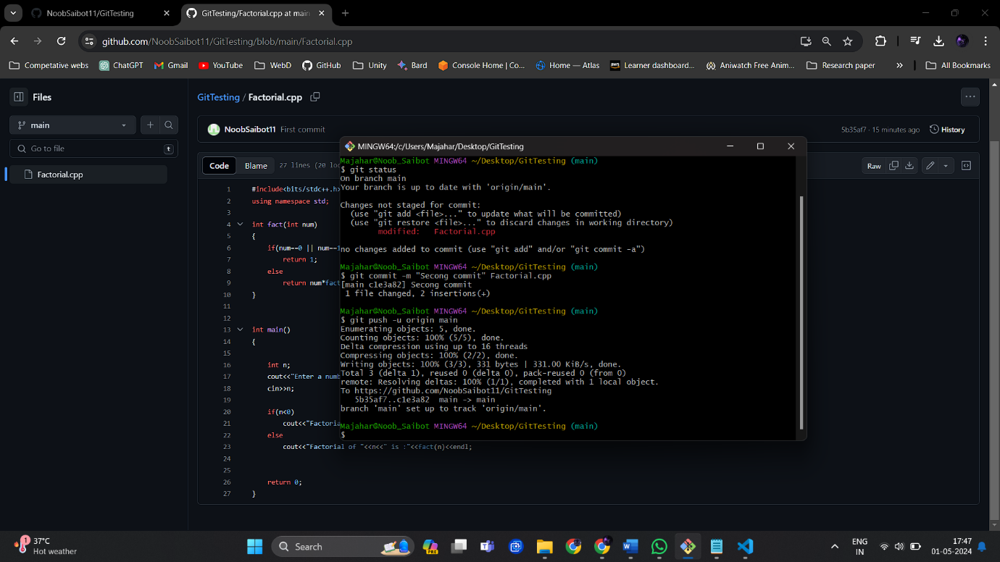 NoobSaibot11/GitTesting
GitTesting/Factorial.cpp at main
github.com/NoobSaibot11/GitTesting/blob/main/Factorial.cpp
Competative webs
ChatGPT
Gmail
YouTube
WebD
GitHub
Unity
Bard
Console Home | Co...
Home — Atlas
aws
Learner dashboard...
Aniwatch Free Anim...
Research paper
»
All Bookmarks
Files
main
Go to file
t
Factorial.cpp
GitTesting / Factorial.cpp
NoobSaibot11 First commit
5b35af7 · 15 minutes ago
History
Code
Blame
27 lines (20 loc
Raw
1 #include<bits/stdc++.h>
2 using namespace std;
3
4 int fact(int num)
5 {
6 if(num==0 || num==1
7 return 1;
8 else
9 return num*fact
10 }
11
12
13 int main()
14 {
15
16 int n;
17 cout<<"Enter a numb
18 cin>>n;
19
20 if(n<0)
21 cout<<"Factoria
22 else
23 cout<<"Factorial of "<<n<<" is :"<<fact(n)<<endl;
24
25
26 return 0;
27 }
MINGW64:/c/Users/Majahar/Desktop/GitTesting
Majahar@Noob_Saibot MINGW64 ~/Desktop/GitTesting (main)
$ git status
On branch main
Your branch is up to date with 'origin/main'.
Changes not staged for commit:
(use "git add <file>..." to update what will be committed)
(use "git restore <file>..." to discard changes in working directory)
modified: Factorial.cpp
no changes added to commit (use "git add" and/or "git commit -a")
Majahar@Noob_Saibot MINGW64 ~/Desktop/GitTesting (main)
$ git commit -m "Secong commit" Factorial.cpp
[main c1e3a82] Secong commit
1 file changed, 2 insertions(+)
Majahar@Noob_Saibot MINGW64 ~/Desktop/GitTesting (main)
$ git push -u origin main
Enumerating objects: 5, done.
Counting objects: 100% (5/5), done.
Delta compression using up to 16 threads
Compressing objects: 100% (2/2), done.
Writing objects: 100% (3/3), 331 bytes | 331.00 KiB/s, done.
Total 3 (delta 1), reused 0 (delta 0), pack-reused 0 (from 0)
remote: Resolving deltas: 100% (1/1), completed with 1 local object.
To https://github.com/NoobSaibot11/GitTesting
5b35af7..c1e3a82 main -> main
branch 'main' set up to track 'origin/main'.
Majahar@Noob_Saibot MINGW64 ~/Desktop/GitTesting (main)
$
1
37°C
Hot weather
Search
PRE
ENG
IN
17:47
01-05-2024